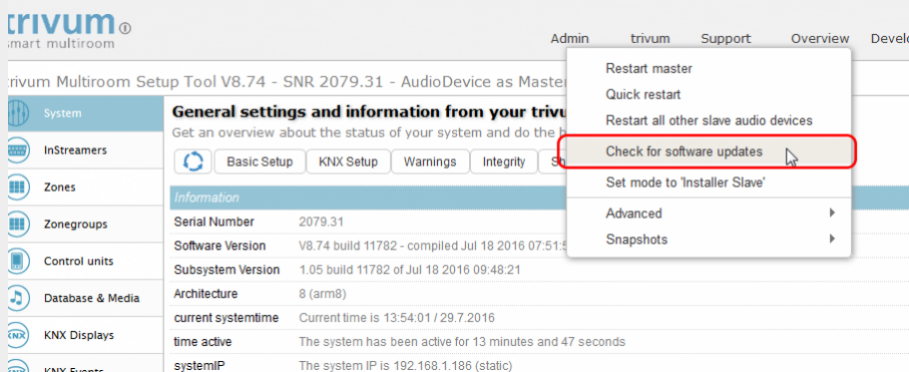 trivum
smart multiroom
Admin trivum Support Overview
trivum Multiroom Setup Tool V8.74 - SNR 2079.31 - AudioDevice as Master
Restart master
Quick restart
Restart all other slave audio devices
Check for software updates
Set mode to 'Installer Slave'
Advanced
Snapshots
System
InStreamers
Zones
Zonegroups
Control units
Database & Media
KNX Displays
KNX Events
General settings and information from your
Get an overview about the status of your system and do the
Basic Setup KNX Setup Warnings Integrity
Information
Serial Number 2079.31
Software Version V8.74 build 11782 - compiled Jul 18 2016
Subsystem Version 1.05 build 11782 of Jul 18 2016 09:48:21
Architecture 8 (arm8)
current systemtime Current time is 13:54:01 / 29.7.2016
time active The system has been active for 13 minutes and 47 seconds
systemIP The system IP is 192.168.1.186 (static)